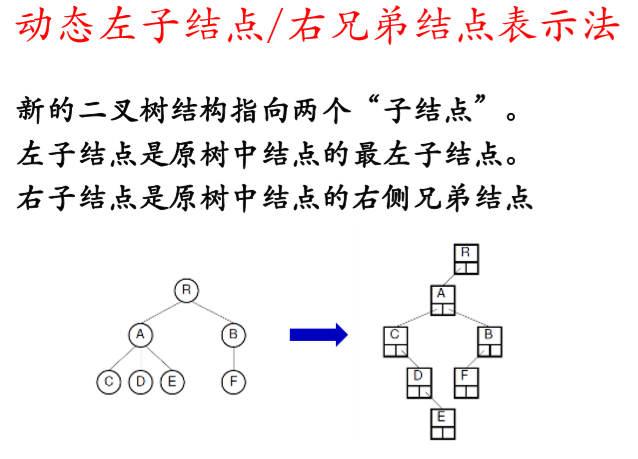 动态左子结点/右兄弟结点表示法
新的二叉树结构指向两个“子结点”。
左子结点是原树中结点的最左子结点。
右子结点是原树中结点的右侧兄弟结点
R
A B
C D E F
R
A
C B
D F
E